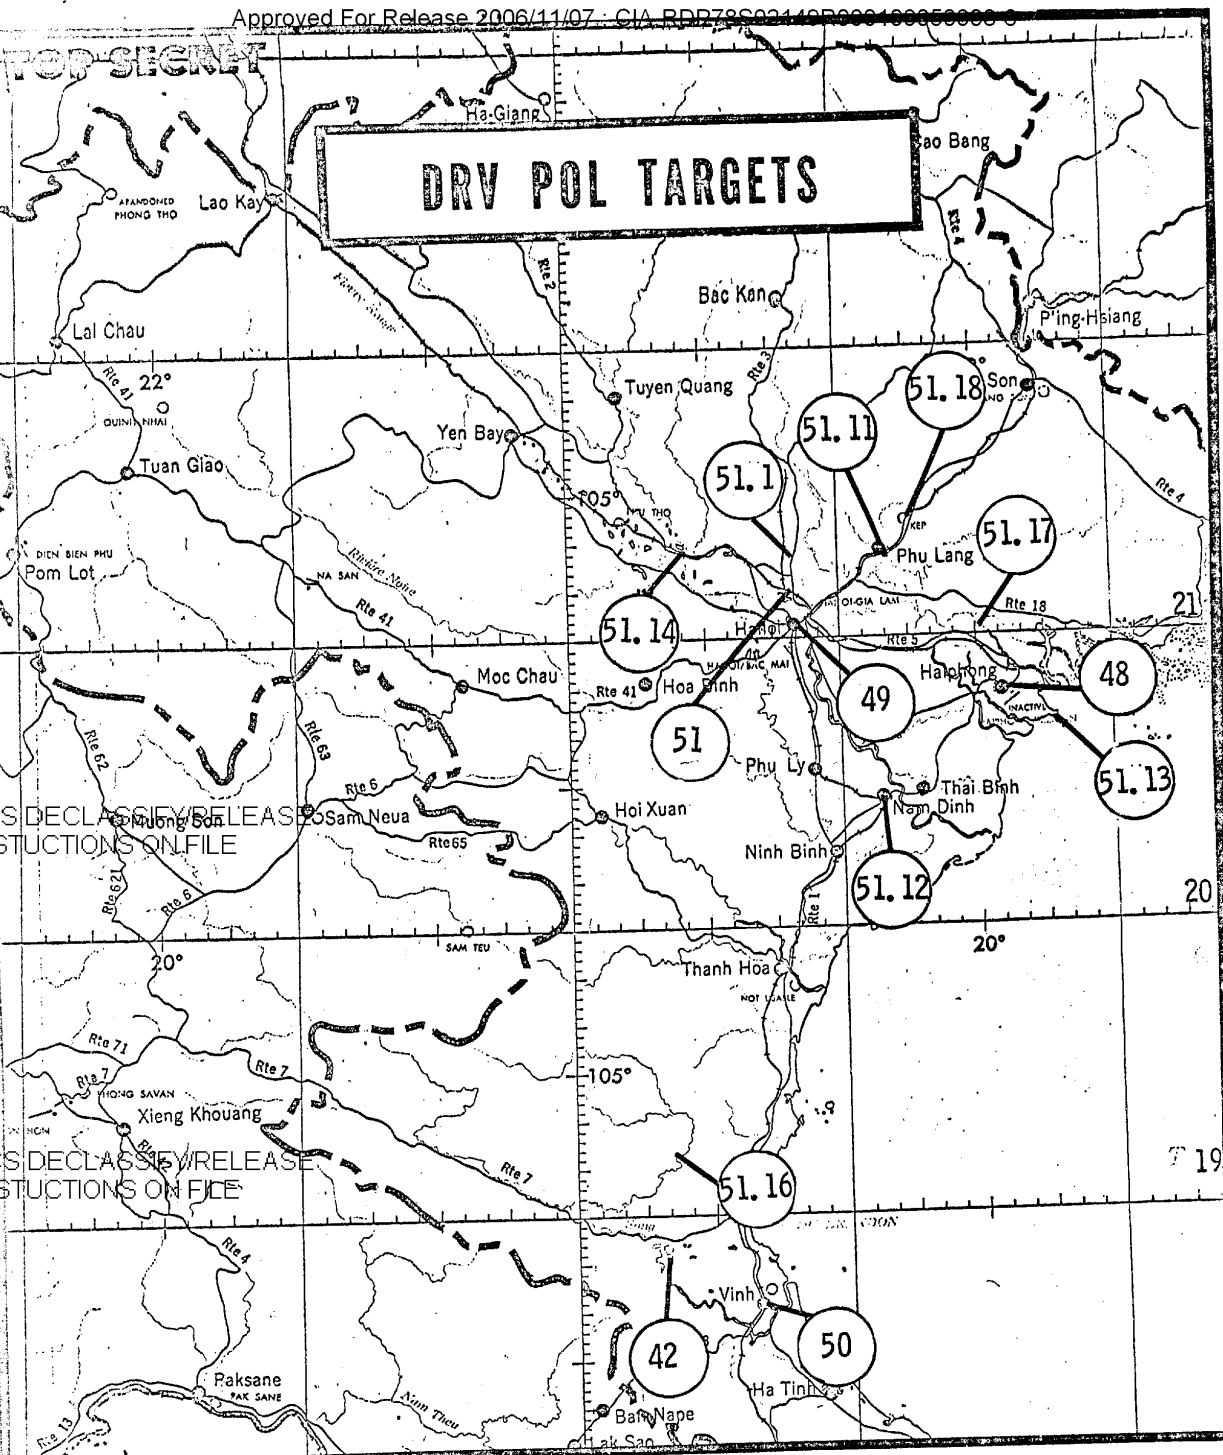 Approved For Release 2006/11/07 :
TOP SECRET
Ha-Giang
Cao Bang
DRV POL TARGETS
ABANDONED
PHONG THO
Lao Kay
Rte 4
Rte 2
Bac Kan
P'ing-Hsiang
Lai Chau
Rte 41
22°
Rte 3
Tuyen Quang
51.18
Son
QUINH NHAI
Yen Bay
51.11
Tuan Giao
51.1
Rte 4
105°
PHU THO
KEP
51.17
DIEN BIEN PHU
Pom Lot
NA SAN
Rivière Noire
Phu Lang
Rte 41
Rte 18
21
51.14
Hanoi
HANOI-GIA LAM
Rte 5
HANOI/BAC MAI
Moc Chau
Rte 41
Hoa Binh
Haiphong
48
49
INACTIVE
51
Rte 62
Rte 63
Phu Ly
51.13
Rte 6
Thai Binh
Nam Dinh
S DECLASSIFY/RELEASE
STUCTIONS ON FILE
Muong Son
Sam Neua
Hoi Xuan
Rte 65
Ninh Binh
51.12
Rte 621
Rte 6
Rte 1
20
SAM TEU
20°
20°
Thanh Hoa
NOT USABLE
Rte 71
Rte 7
Rte 7
105°
PHONG SAVAN
Xieng Khouang
S DECLASSIFY/RELEASE
STUCTIONS ON FILE
Rte 7
51.16
19
Rte 4
Vinh
42
50
Paksane
PAK SANE
Ha Tinh
Nam Theu
Ban Nape
Rte 13
Lak Sao